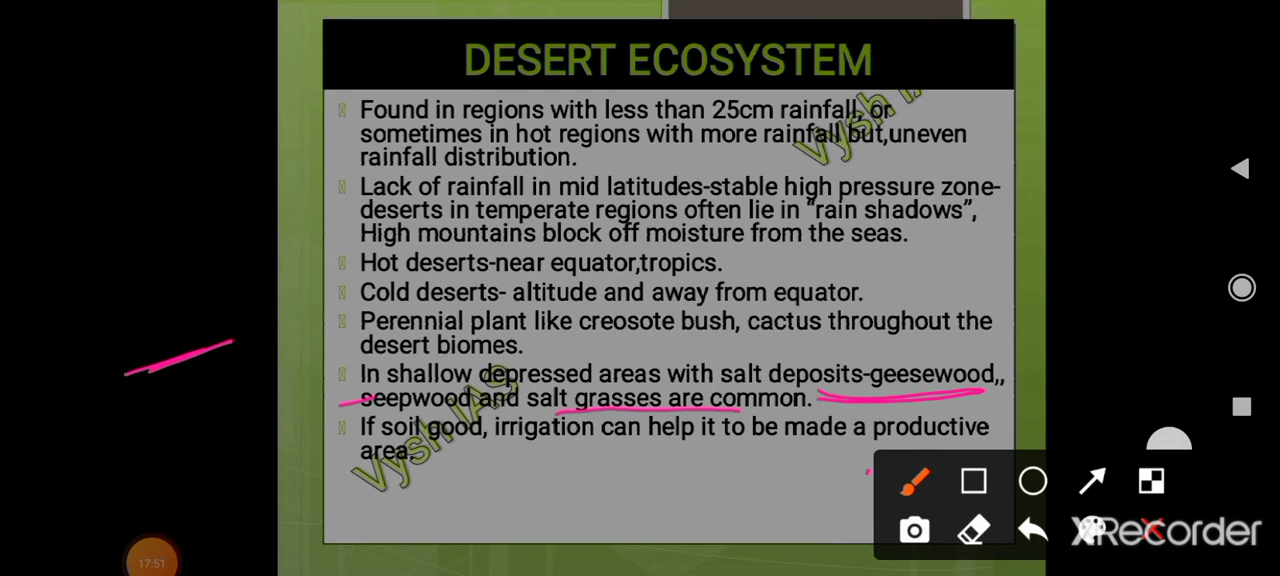 DESERT ECOSYSTEM
Found in regions with less than 25cm rainfall, or
sometimes in hot regions with more rainfall but,uneven
rainfall distribution.
Lack of rainfall in mid latitudes-stable high pressure zone-
deserts in temperate regions often lie in “rain shadows”,
High mountains block off moisture from the seas.
Hot deserts-near equator,tropics.
Cold deserts- altitude and away from equator.
Perennial plant like creosote bush, cactus throughout the
desert biomes.
In shallow depressed areas with salt deposits-geesewood,,
seepwood and salt grasses are common.
If soil good, irrigation can help it to be made a productive
area.
Vysh IAS
Vysh IA
17:51
XRecorder